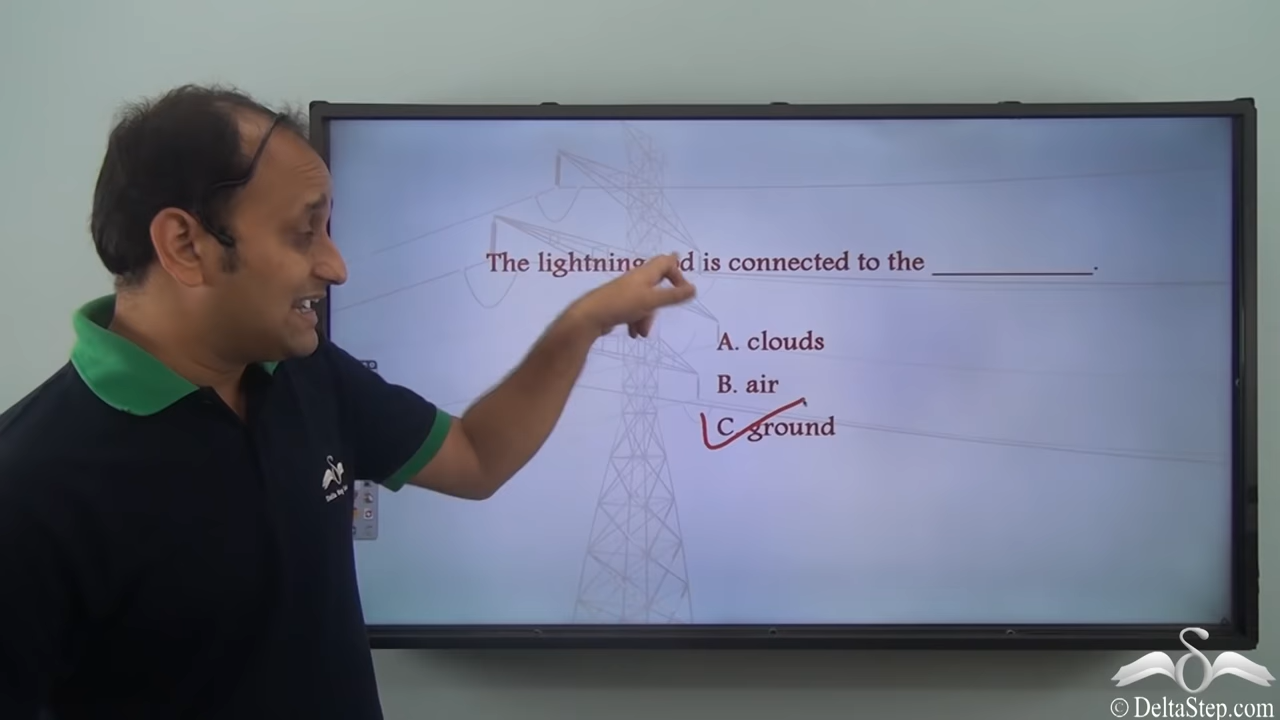 The lightning is connected to the ____________.
A. clouds
B. air
C ground
© DeltaStep.com